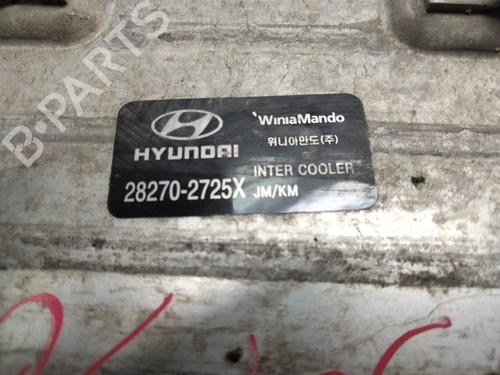 B-PARTS
HYUNDAI
WiniaMando
위니아만도(주)
INTER COOLER
28270-2725X JM/KM